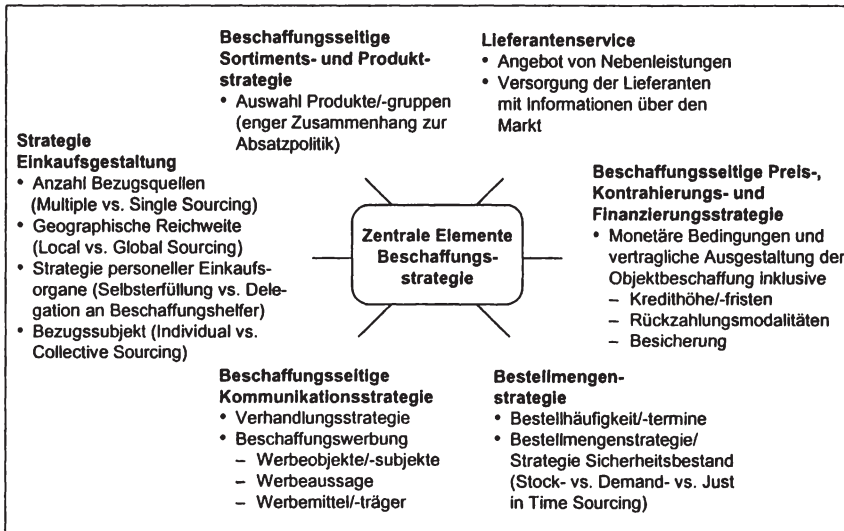 Beschaffungsseitige
Sortiments- und Produkt-
strategie
• Auswahl Produkte/-gruppen
(enger Zusammenhang zur
Absatzpolitik)
Lieferantenservice
• Angebot von Nebenleistungen
• Versorgung der Lieferanten
mit Informationen über den
Markt
Strategie
Einkaufsgestaltung
• Anzahl Bezugsquellen
(Multiple vs. Single Sourcing)
• Geographische Reichweite
(Local vs. Global Sourcing)
• Strategie personeller Einkaufs-
organe (Selbsterfüllung vs. Dele-
gation an Beschaffungshelfer)
• Bezugssubjekt (Individual vs.
Collective Sourcing)
Zentrale Elemente
Beschaffungs-
strategie
Beschaffungsseitige Preis-,
Kontrahierungs- und
Finanzierungsstrategie
• Monetäre Bedingungen und
vertragliche Ausgestaltung der
Objektbeschaffung inklusive
– Kredithöhe/-fristen
– Rückzahlungsmodalitäten
– Besicherung
Beschaffungsseitige
Kommunikationsstrategie
• Verhandlungsstrategie
• Beschaffungswerbung
– Werbeobjekte/-subjekte
– Werbeaussage
– Werbemittel/-träger
Bestellmengen-
strategie
• Bestellhäufigkeit/-termine
• Bestellmengenstrategie/
Strategie Sicherheitsbestand
(Stock- vs. Demand- vs. Just
in Time Sourcing)